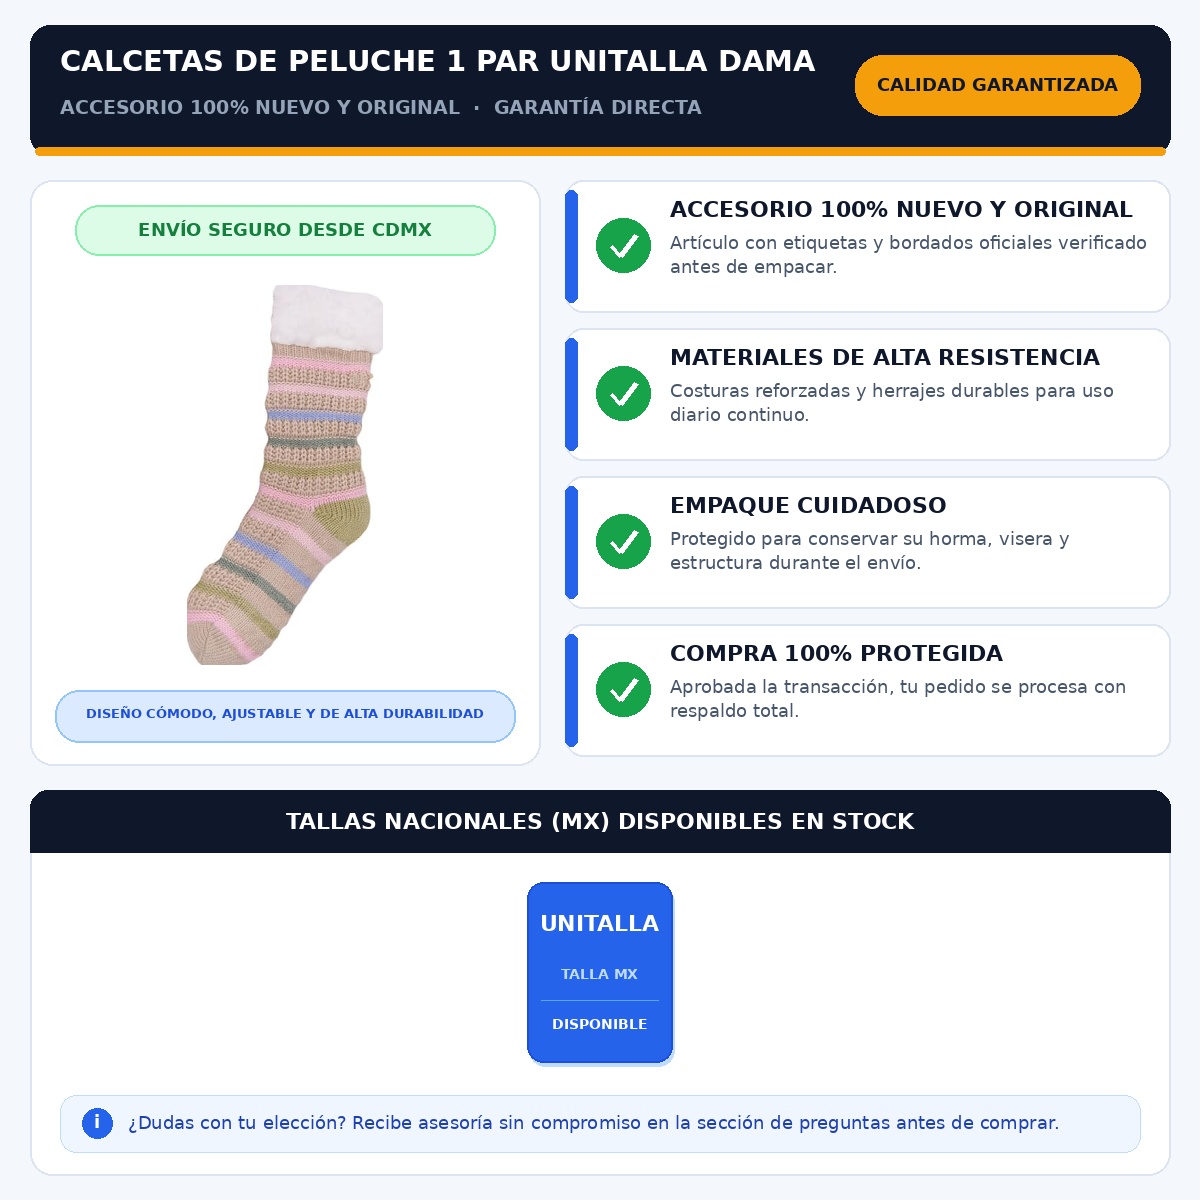 CALCETAS DE PELUCHE 1 PAR UNITALLA DAMA
ACCESORIO 100% NUEVO Y ORIGINAL · GARANTÍA DIRECTA
CALIDAD GARANTIZADA
ENVÍO SEGURO DESDE CDMX
DISEÑO CÓMODO, AJUSTABLE Y DE ALTA DURABILIDAD
ACCESORIO 100% NUEVO Y ORIGINAL
Artículo con etiquetas y bordados oficiales verificado
antes de empacar.
MATERIALES DE ALTA RESISTENCIA
Costuras reforzadas y herrajes durables para uso
diario continuo.
EMPAQUE CUIDADOSO
Protegido para conservar su horma, visera y
estructura durante el envío.
COMPRA 100% PROTEGIDA
Aprobada la transacción, tu pedido se procesa con
respaldo total.
TALLAS NACIONALES (MX) DISPONIBLES EN STOCK
UNITALLA
TALLA MX
DISPONIBLE
i ¿Dudas con tu elección? Recibe asesoría sin compromiso en la sección de preguntas antes de comprar.